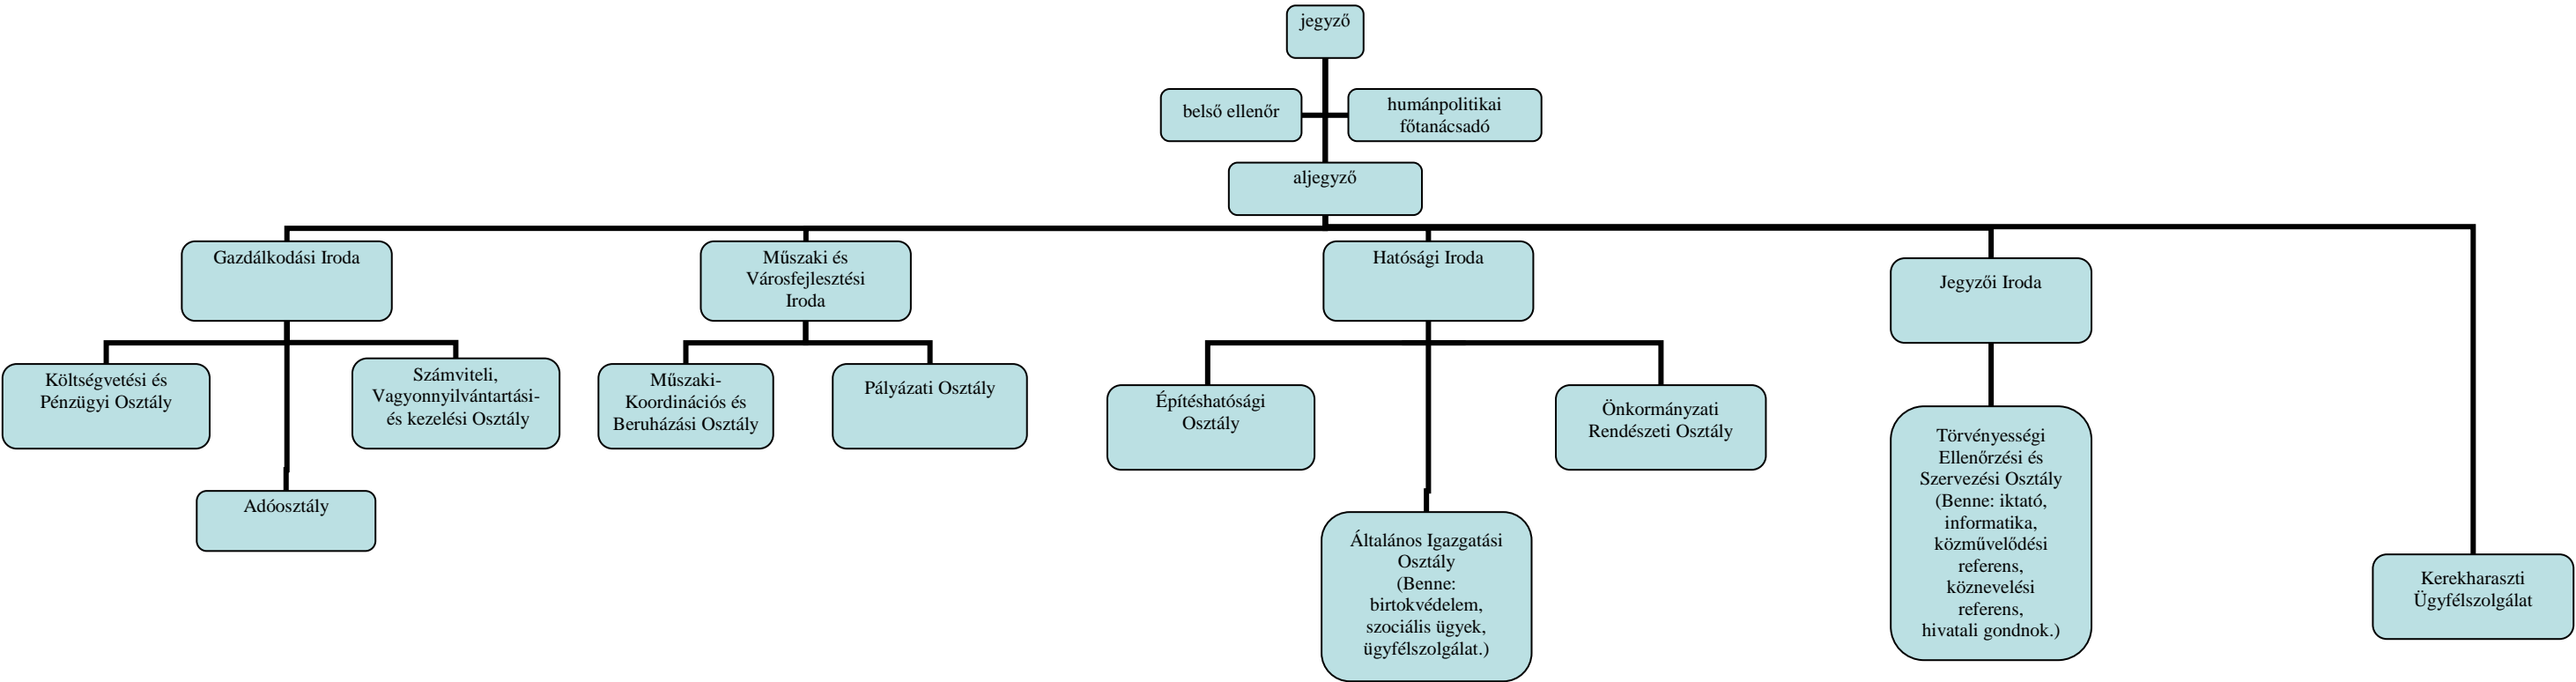 jegyző
belső ellenőr
humánpolitikai
főtanácsadó
aljegyző
Gazdálkodási Iroda
Műszaki és
Városfejlesztési
Iroda
Hatósági Iroda
Jegyzői Iroda
Költségvetési és
Pénzügyi Osztály
Számviteli,
Vagyonnyilvántartási-
és kezelési Osztály
Műszaki-
Koordinációs és
Beruházási Osztály
Pályázati Osztály
Építéshatósági
Osztály
Önkormányzati
Rendészeti Osztály
Törvényességi
Ellenőrzési és
Szervezési Osztály
(Benne: iktató,
informatika,
közművelődési
referens,
köznevelési
referens,
hivatali gondnok.)
Adóosztály
Általános Igazgatási
Osztály
(Benne:
birtokvédelem,
szociális ügyek,
ügyfélszolgálat.)
Kerekharaszti
Ügyfélszolgálat